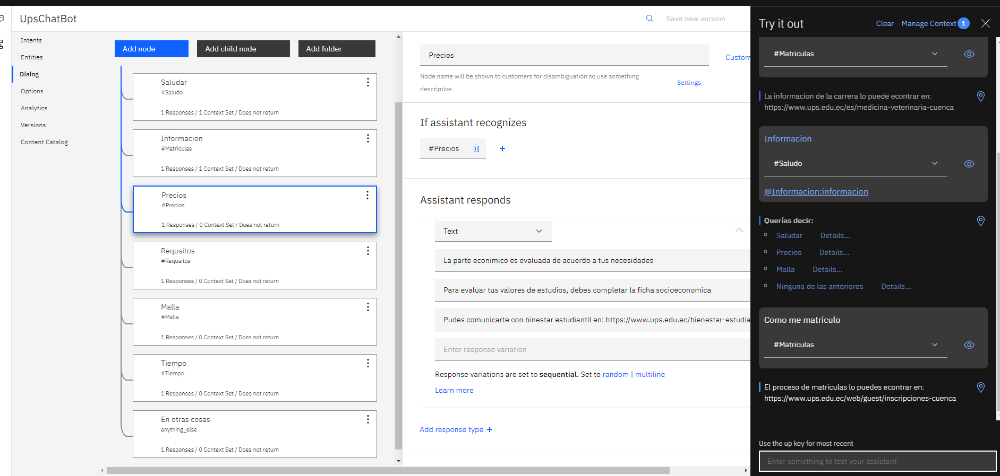 UpsChatBot
Save new version
Intents
Entities
Dialog
Options
Analytics
Versions
Content Catalog
Add node
Add child node
Add folder
Saludar
#Saludo
1 Responses / 1 Context Set / Does not return
Informacion
#Matriculas
1 Responses / 1 Context Set / Does not return
Precios
#Precios
1 Responses / 0 Context Set / Does not return
Requsitos
#Requsitos
1 Responses / 0 Context Set / Does not return
Malla
#Malla
1 Responses / 0 Context Set / Does not return
Tiempo
#Tiempo
1 Responses / 0 Context Set / Does not return
En otras cosas
anything_else
1 Responses / 0 Context Set / Does not return
Precios
Custom
Node name will be shown to customers for disambiguation so use something
descriptive.
Settings
If assistant recognizes
#Precios
Assistant responds
Text
La parte econimico es evaluada de acuerdo a tus necesidades
Para evaluar tus valores de estudios, debes completar la ficha socioeconomica
Pudes comunicarte con binestar estudiantil en: https://www.ups.edu.ec/bienestar-estudia
Enter response variation
Response variations are set to sequential. Set to random | multiline
Learn more
Add response type +
Try it out
Clear
Manage Context 1
#Matriculas
La informacion de la carrera lo puede econtrar en:
https://www.ups.edu.ec/es/medicina-veterinaria-cuenca
Informacion
#Saludo
@Informacion:informacion
Querías decir:
Saludar Details...
Precios Details...
Malla Details...
Ninguna de las anteriores Details...
Como me matriculo
#Matriculas
El proceso de matriculas lo puedes econtrar en:
https://www.ups.edu.ec/web/guest/inscripciones-cuenca
Use the up key for most recent
Enter something to test your assistant